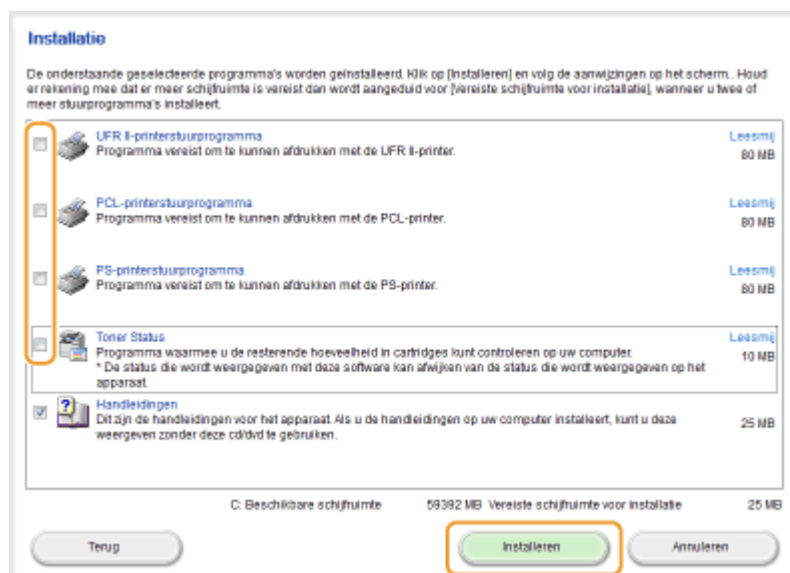 Installatie
De onderstaande geselecteerde programma's worden geïnstalleerd. Klik op [Installeren] en volg de aanwijzingen op het scherm.. Houd
er rekening mee dat er meer schijfruimte is vereist dan wordt aangeduid voor [Vereiste schijfruimte voor installatie], wanneer u twee of
meer stuurprogramma's installeert.
UFR II-printerstuurprogramma Leesmij
Programma vereist om te kunnen afdrukken met de UFR II-printer. 80 MB
PCL-printerstuurprogramma Leesmij
Programma vereist om te kunnen afdrukken met de PCL-printer. 80 MB
PS-printerstuurprogramma Leesmij
Programma vereist om te kunnen afdrukken met de PS-printer. 80 MB
Toner Status Leesmij
Programma waarmee u de resterende hoeveelheid in cartridges kunt controleren op uw computer. 10 MB
* De status die wordt weergegeven met deze software kan afwijken van de status die wordt weergegeven op het
apparaat.
Handleidingen
Dit zijn de handleidingen voor het apparaat. Als u de handleidingen op uw computer installeert, kunt u deze 25 MB
weergeven zonder deze cd/dvd te gebruiken.
C: Beschikbare schijfruimte 59392 MB Vereiste schijfruimte voor installatie 25 MB
Terug Installeren Annuleren